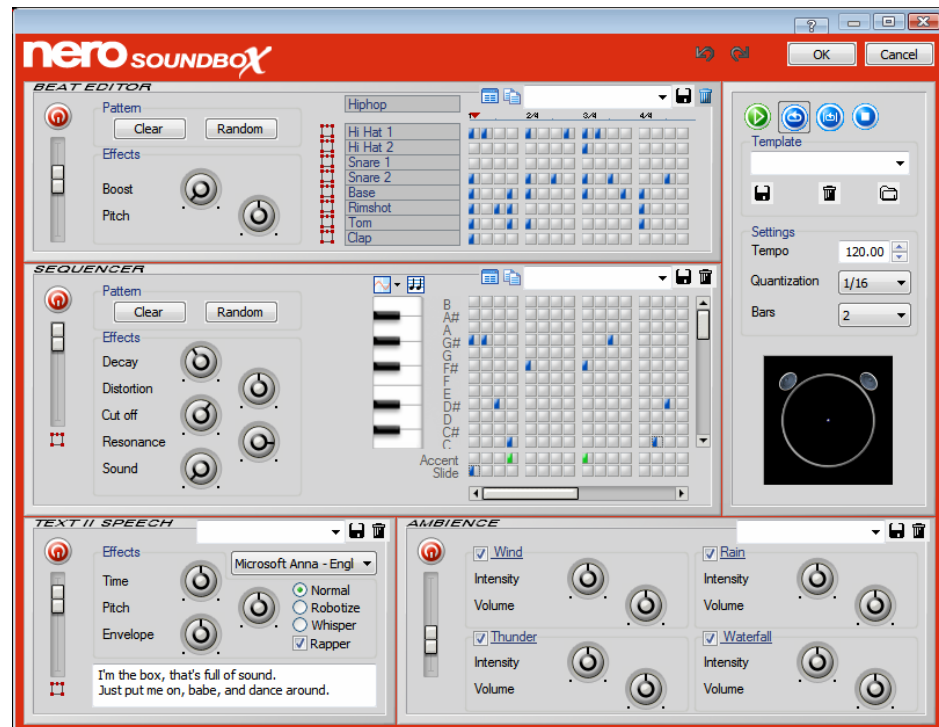 ?
nero SOUNDBOX
OK
Cancel
BEAT EDITOR
Pattern
Clear
Random
Effects
Boost
Pitch
Hiphop
1
2/4
3/4
4/4
Hi Hat 1
Hi Hat 2
Snare 1
Snare 2
Base
Rimshot
Tom
Clap
Template
Settings
Tempo
120.00
Quantization
1/16
Bars
2
SEQUENCER
Pattern
Clear
Random
Effects
Decay
Distortion
Cut off
Resonance
Sound
B
A#
A
G#
G
F#
F
E
D#
D
C#
C
Accent
Slide
TEXT II SPEECH
Effects
Time
Pitch
Envelope
Microsoft Anna - Engl
Normal
Robotize
Whisper
Rapper
I'm the box, that's full of sound.
Just put me on, babe, and dance around.
AMBIENCE
Wind
Intensity
Volume
Rain
Intensity
Volume
Thunder
Intensity
Volume
Waterfall
Intensity
Volume